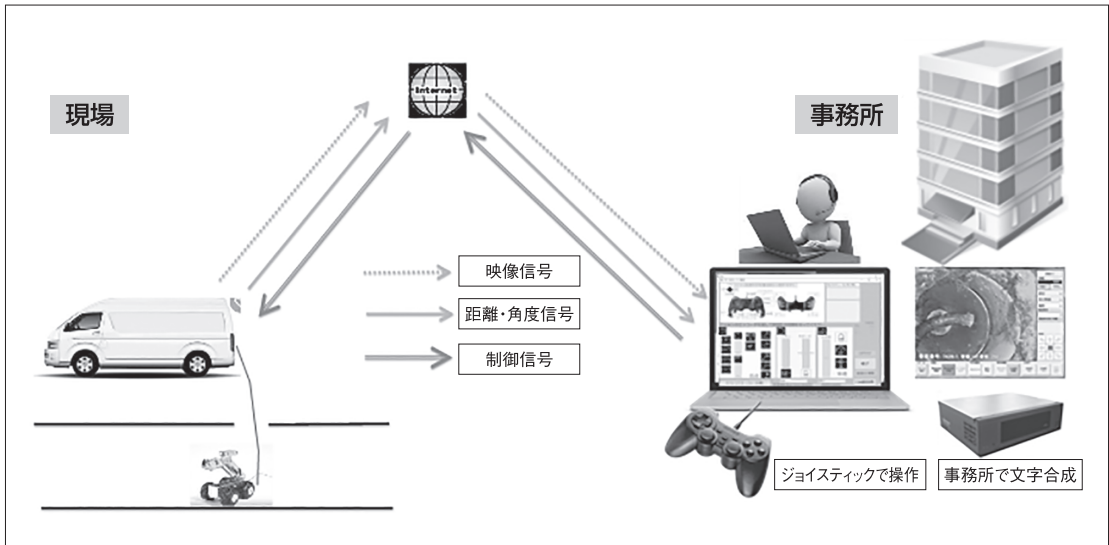 現場
Internet
事務所
映像信号
距離・角度信号
制御信号
ジョイスティックで操作
事務所で文字合成